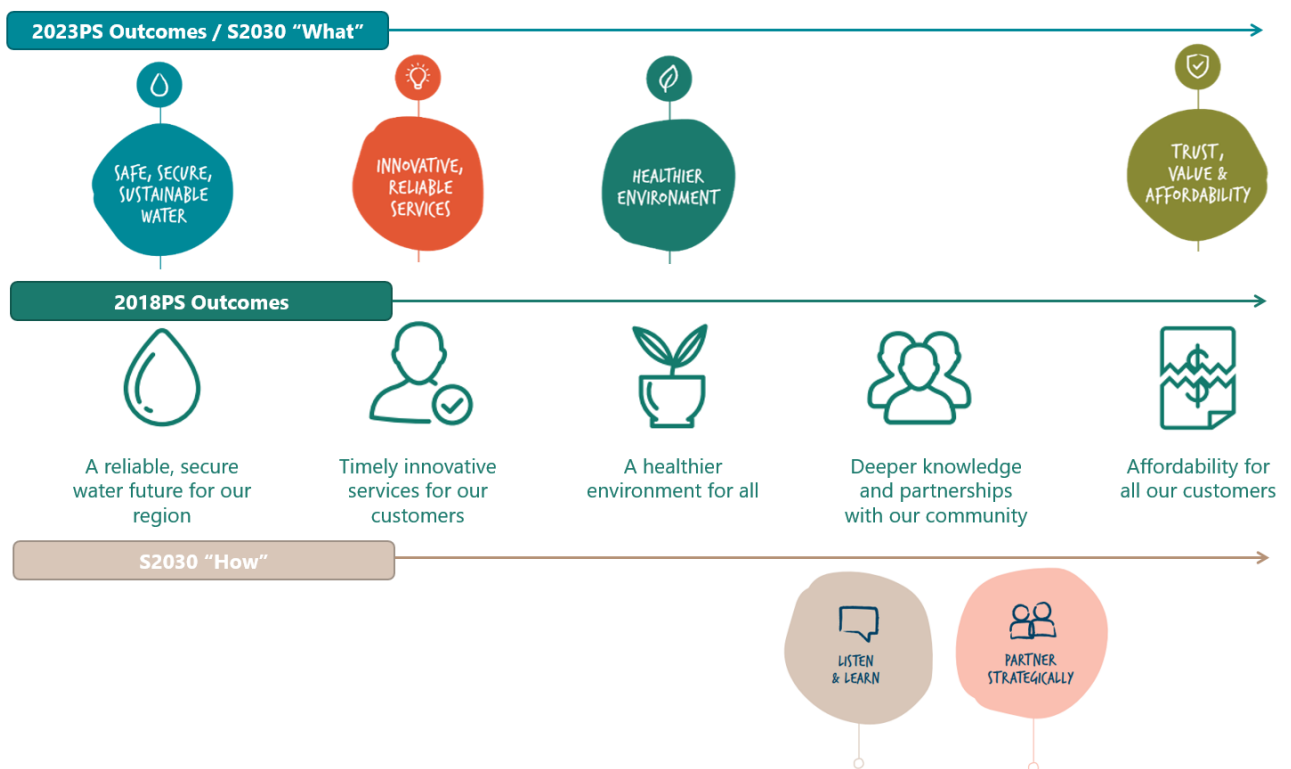 2023PS Outcomes / S2030 “What”
SAFE, SECURE,
SUSTAINABLE
WATER
INNOVATIVE,
RELIABLE
SERVICES
HEALTHIER
ENVIRONMENT
TRUST,
VALUE &
AFFORDABILITY
2018PS Outcomes
A reliable, secure
water future for our
region
Timely innovative
services for our
customers
A healthier
environment for all
Deeper knowledge
and partnerships
with our community
Affordability for
all our customers
S2030 “How”
LISTEN
& LEARN
PARTNER
STRATEGICALLY